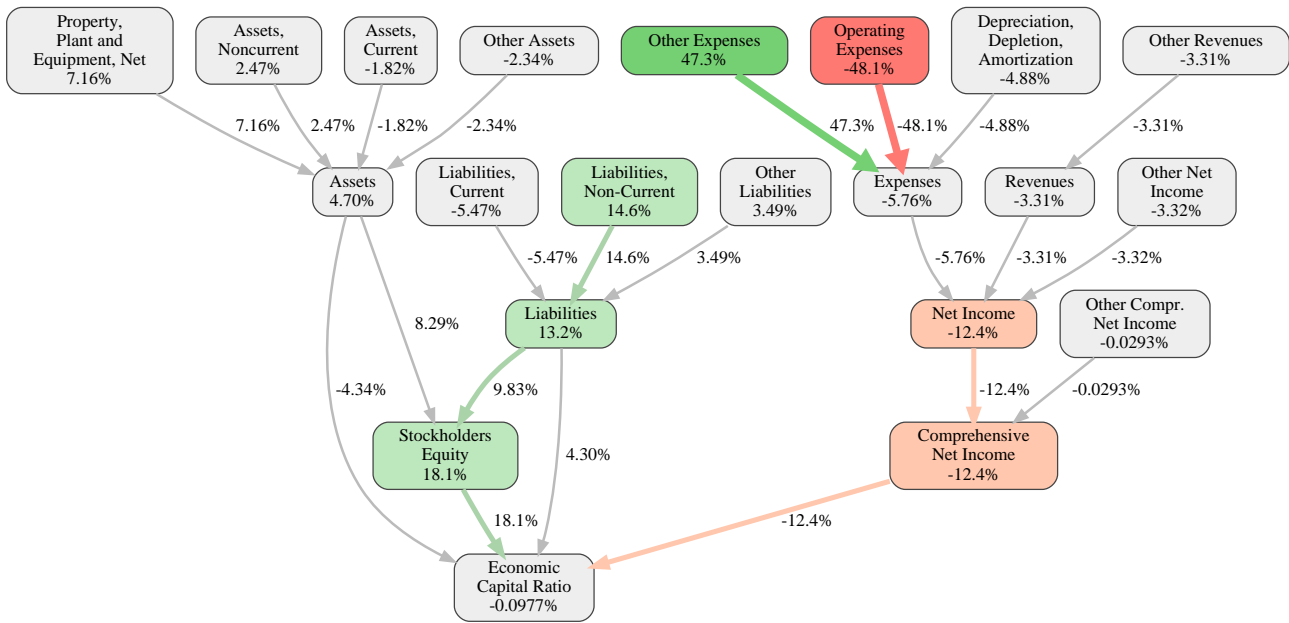 Property,
Plant and
Equipment, Net
7.16%
Assets,
Noncurrent
2.47%
Assets,
Current
-1.82%
Other Assets
-2.34%
Other Expenses
47.3%
Operating
Expenses
-48.1%
Depreciation,
Depletion,
Amortization
-4.88%
Other Revenues
-3.31%
7.16%
2.47%
-1.82%
-2.34%
47.3%
-48.1%
-4.88%
-3.31%
Assets
4.70%
Liabilities,
Current
-5.47%
Liabilities,
Non-Current
14.6%
Other
Liabilities
3.49%
Expenses
-5.76%
Revenues
-3.31%
Other Net
Income
-3.32%
-5.47%
14.6%
3.49%
-5.76%
-3.31%
-3.32%
8.29%
Liabilities
13.2%
Net Income
-12.4%
Other Compr.
Net Income
-0.0293%
-4.34%
9.83%
-12.4%
-0.0293%
Stockholders
Equity
18.1%
4.30%
Comprehensive
Net Income
-12.4%
18.1%
-12.4%
Economic
Capital Ratio
-0.0977%